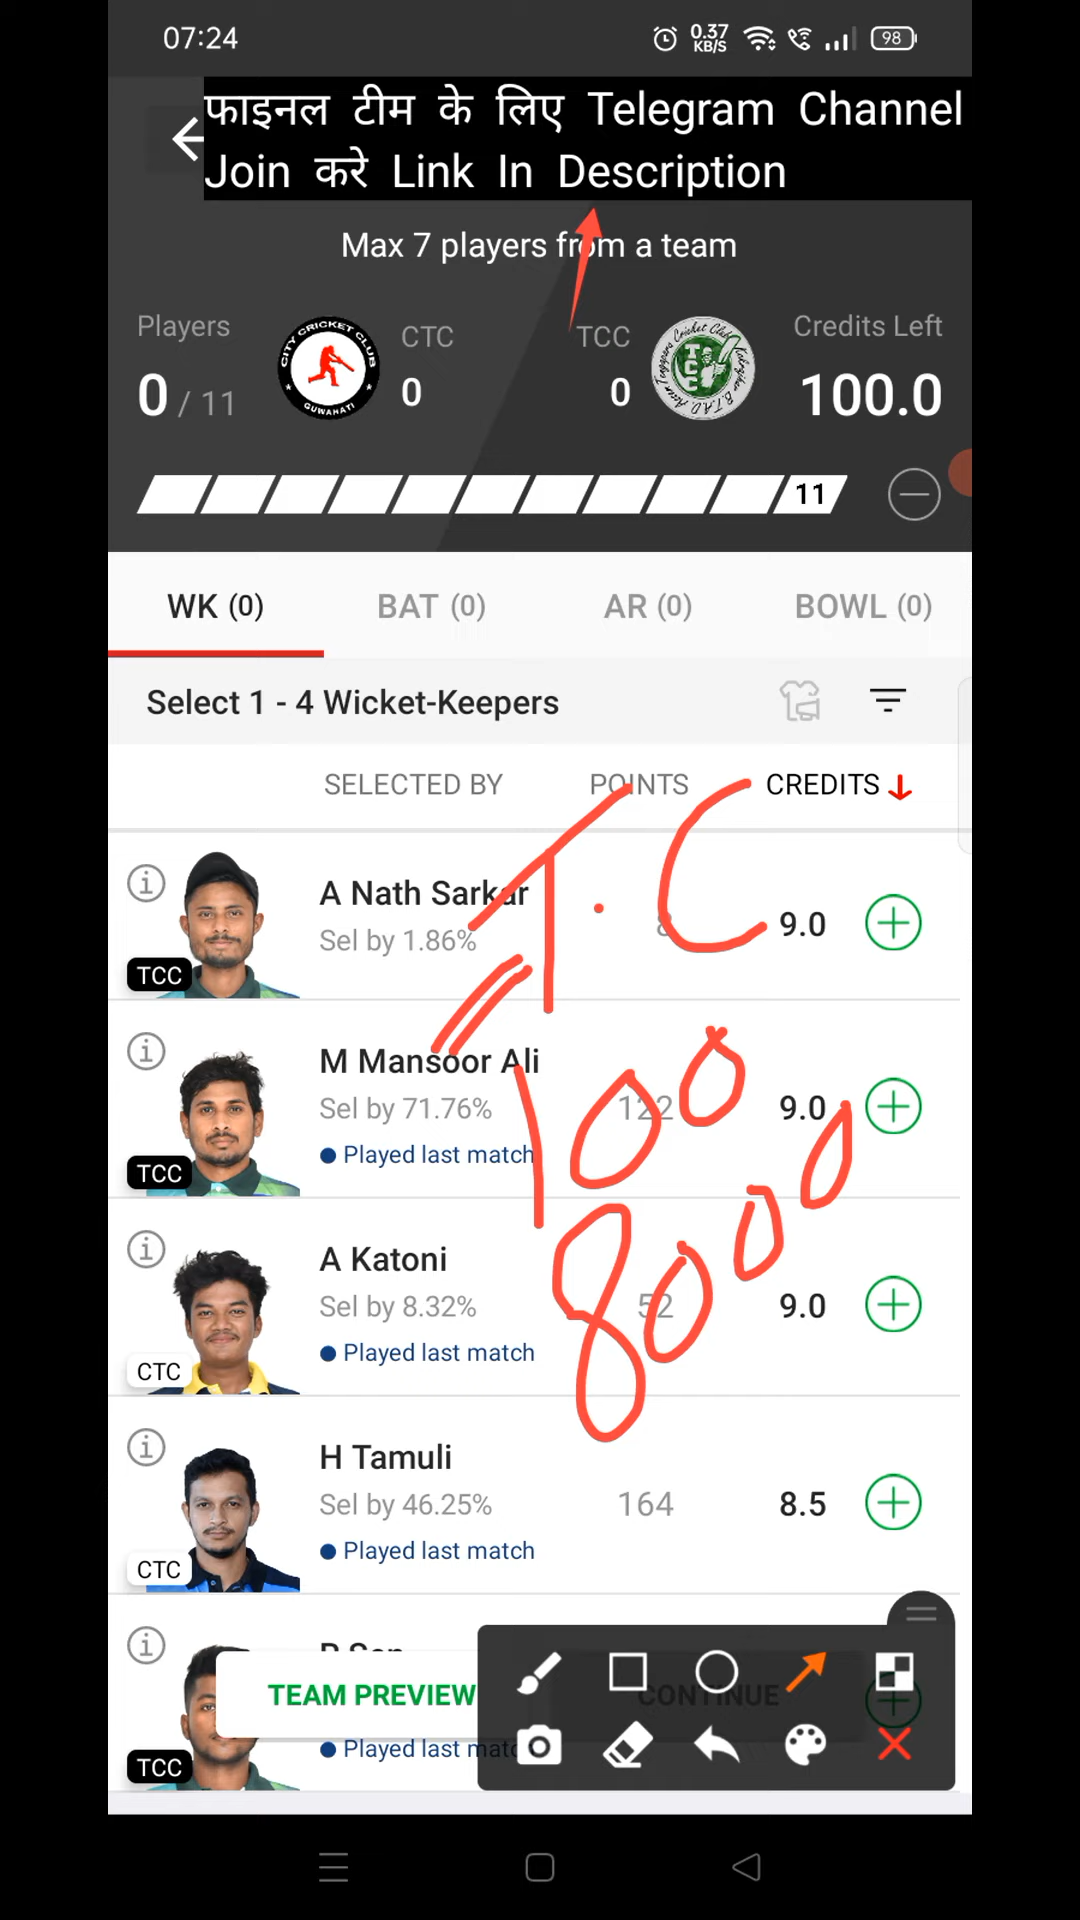 07:24 0.37 KB/S 98
फाइनल टीम के लिए Telegram Channel
Join करे Link In Description
Max 7 players from a team
Players CTC TCC Credits Left
0 / 11 0 0 100.0
CITY CRICKET CLUB GUWAHATI
TCC
11
WK (0) BAT (0) AR (0) BOWL (0)
Select 1 - 4 Wicket-Keepers
SELECTED BY POINTS CREDITS
T.C
A Nath Sarkar
Sel by 1.86% 9.0
TCC
100
M Mansoor Ali
Sel by 71.76% 122 9.0
Played last match
TCC
8000
A Katoni
Sel by 8.32% 52 9.0
Played last match
CTC
H Tamuli
Sel by 46.25% 164 8.5
Played last match
CTC
TEAM PREVIEW CONTINUE
Played last
TCC